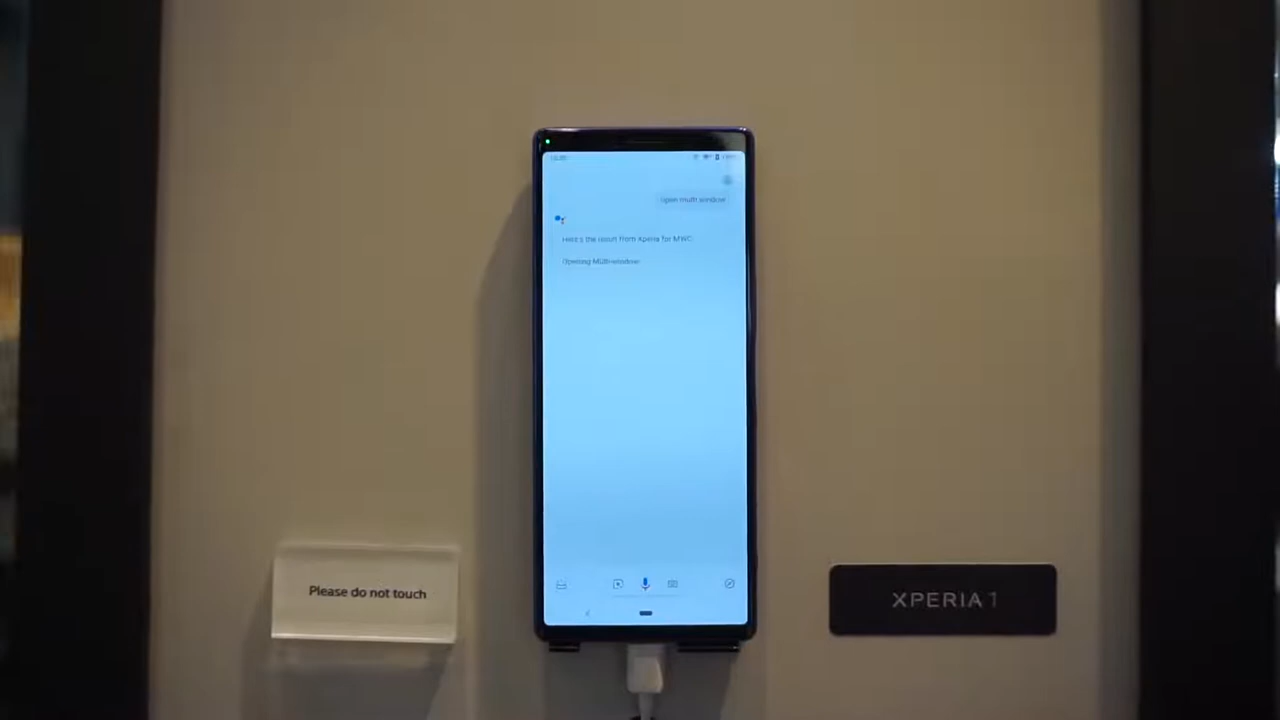 open multi window
Here's the result from Xperia for MWC:
Opening Multi-window.
Please do not touch
XPERIA 1